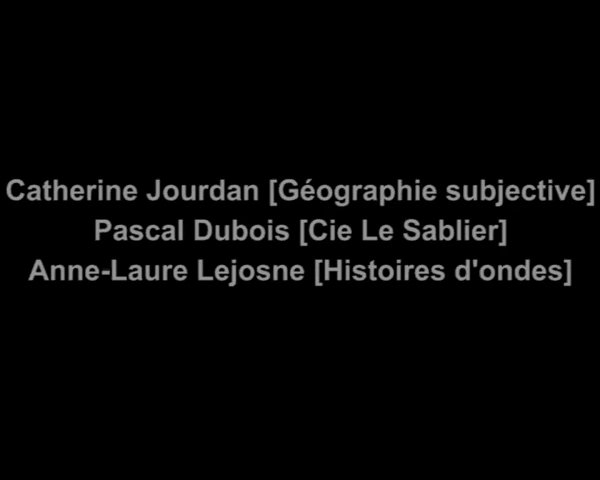 Catherine Jourdan [Géographie subjective]
Pascal Dubois [Cie Le Sablier]
Anne-Laure Lejosne [Histoires d'ondes]